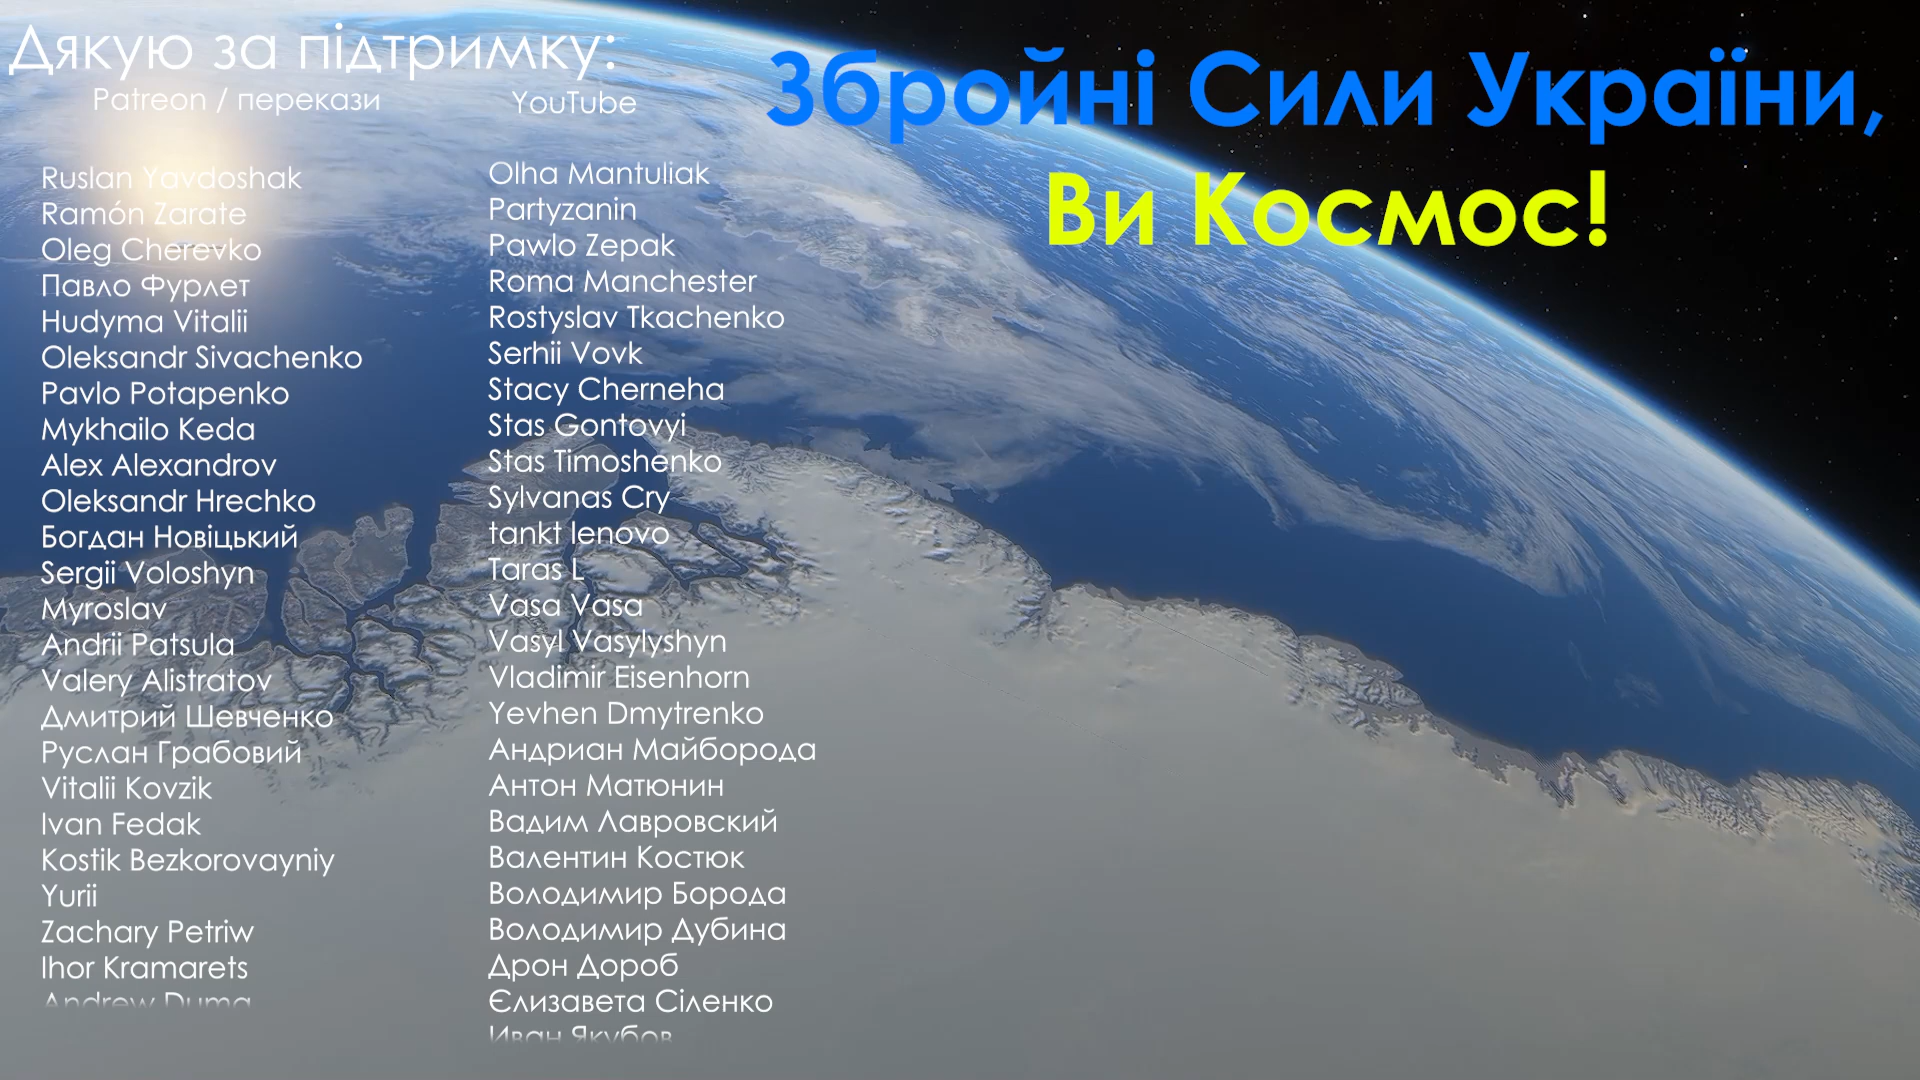 Дякую за підтримку:
Patreon / перекази
YouTube
Збройні Сили України,
Ви Космос!
Ruslan Yavdoshak
Ramón Zarate
Oleg Cherevko
Павло Фурлет
Hudyma Vitalii
Oleksandr Sivachenko
Pavlo Potapenko
Mykhailo Keda
Alex Alexandrov
Oleksandr Hrechko
Богдан Новіцький
Sergii Voloshyn
Myroslav
Andrii Patsula
Valery Alistratov
Дмитрий Шевченко
Руслан Грабовий
Vitalii Kovzik
Ivan Fedak
Kostik Bezkorovayniy
Yurii
Zachary Petriw
Ihor Kramarets
Andrew Duma
Olha Mantuliak
Partyzanin
Pawlo Zepak
Roma Manchester
Rostyslav Tkachenko
Serhii Vovk
Stacy Cherneha
Stas Gontovyi
Stas Timoshenko
Sylvanas Cry
tankt lenovo
Taras L
Vasa Vasa
Vasyl Vasylyshyn
Vladimir Eisenhorn
Yevhen Dmytrenko
Андриан Майборода
Антон Матюнин
Вадим Лавровский
Валентин Костюк
Володимир Борода
Володимир Дубина
Дрон Дороб
Єлизавета Сіленко
Иван Якубов